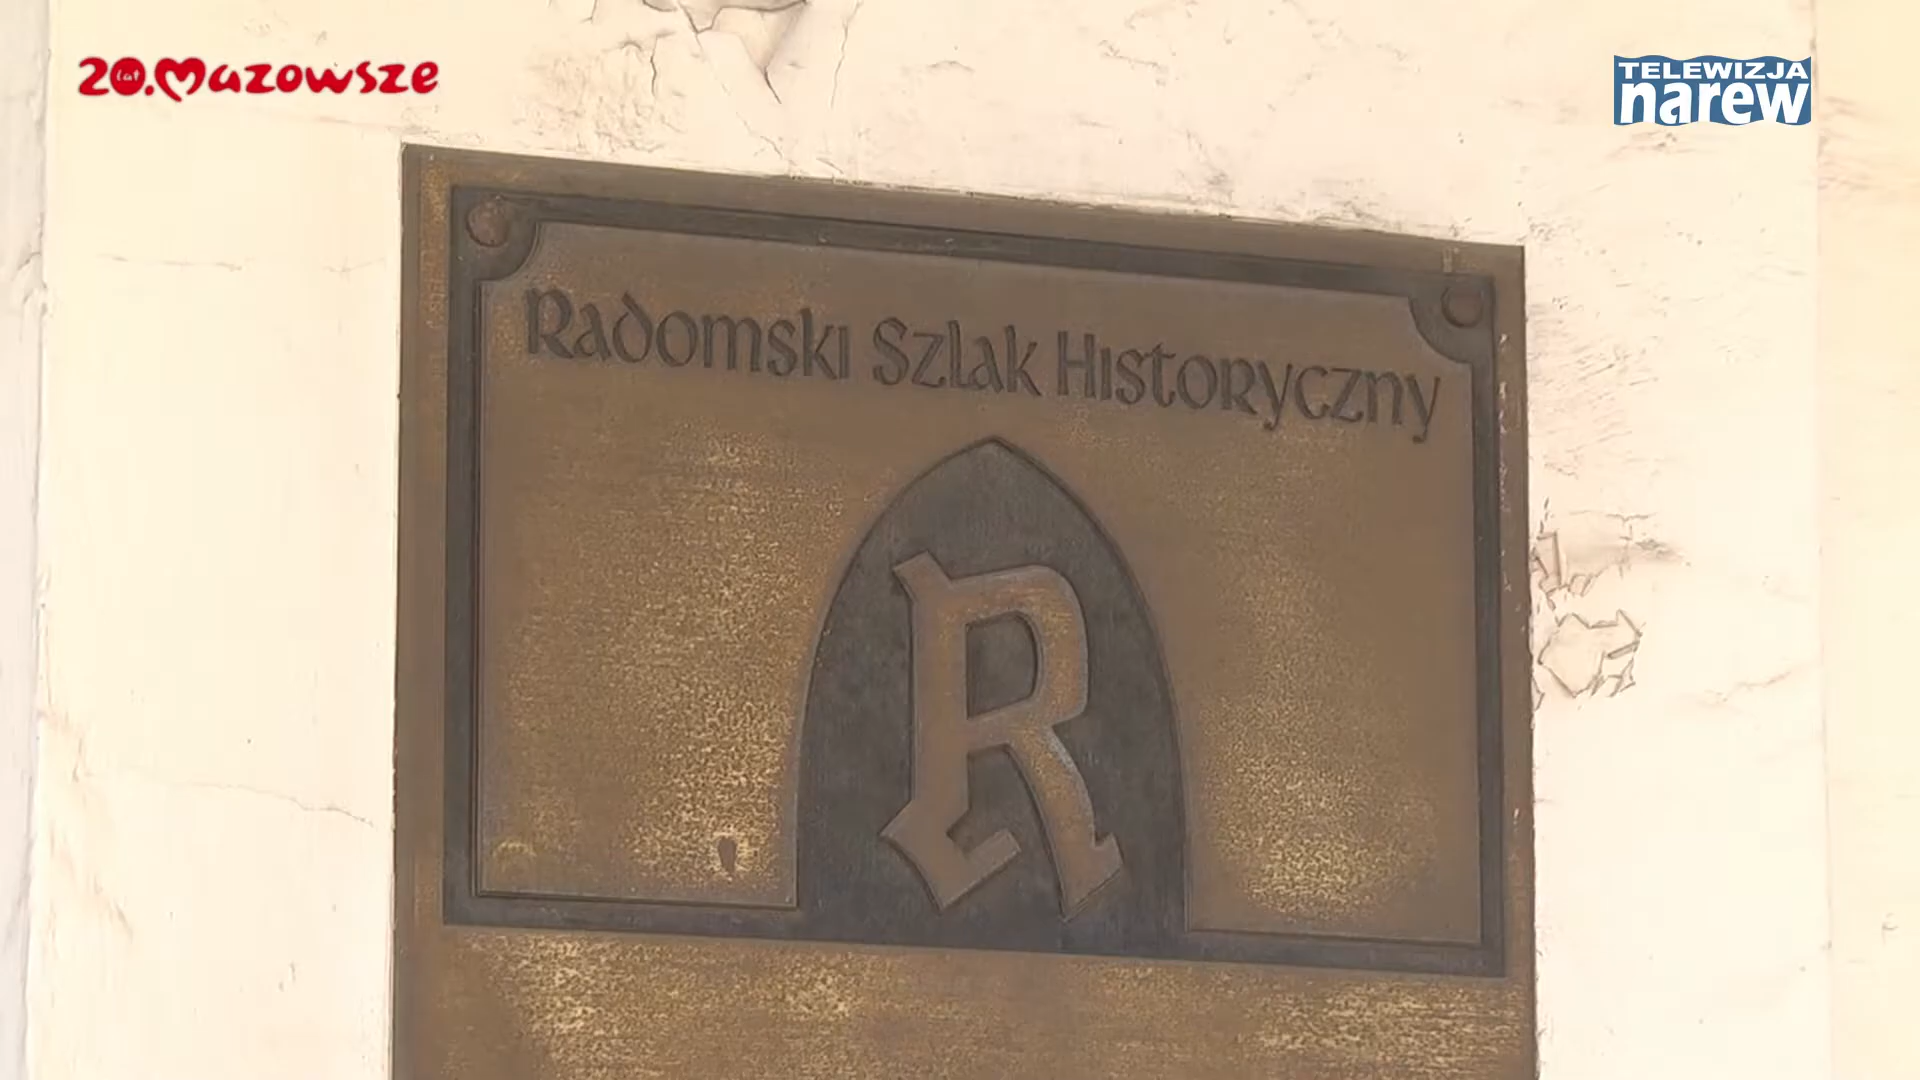 20 lat. Mazowsze
TELEWIZJA
narew
Radomski Szlak Historyczny
R